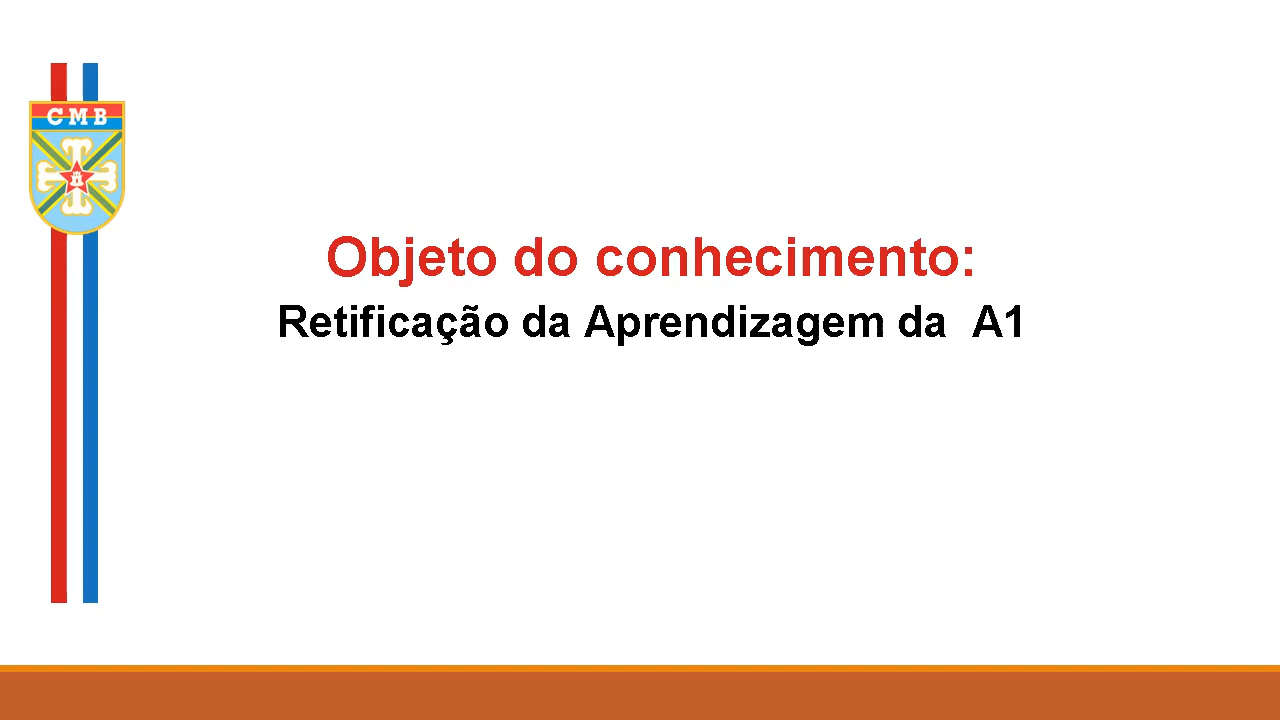 CMB
Objeto do conhecimento:
Retificação da Aprendizagem da  A1